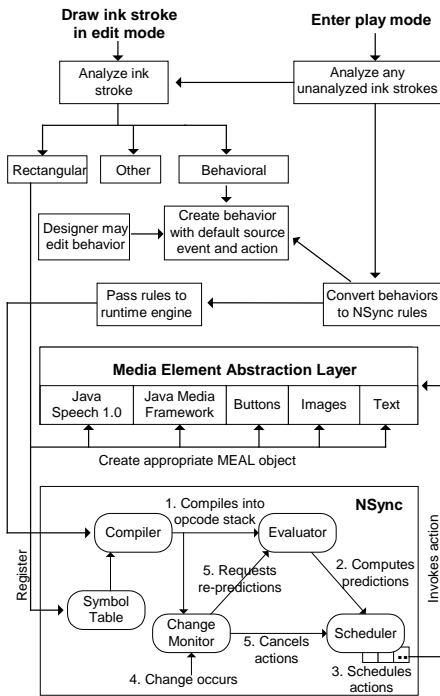 Draw ink stroke
in edit mode
Enter play mode
Analyze ink
stroke
Analyze any
unanalyzed ink strokes
Rectangular
Other
Behavioral
Designer may
edit behavior
Create behavior
with default source
event and action
Pass rules to
runtime engine
Convert behaviors
to NSync rules
Media Element Abstraction Layer
Java
Speech 1.0
Java Media
Framework
Buttons
Images
Text
Create appropriate MEAL object
NSync
1. Compiles into
opcode stack
Compiler
Evaluator
Register
5. Requests
re-predictions
2. Computes
predictions
Invokes action
Symbol
Table
Change
Monitor
5. Cancels
actions
Scheduler
4. Change occurs
3. Schedules
actions